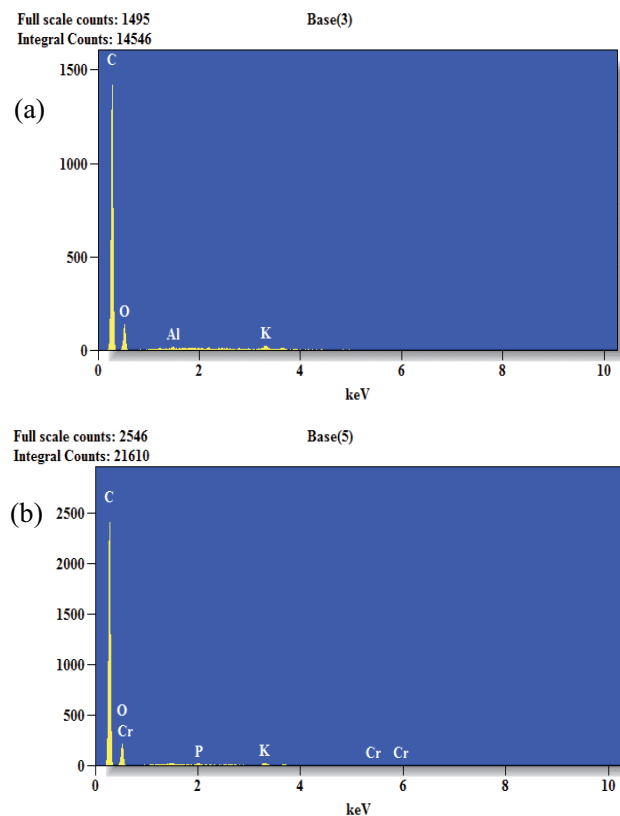 Full scale counts: 1495 Base(3)
Integral Counts: 14546
(a)
1500
1000
500
0
C
O
Al
K
0 2 4 6 8 10
keV
Full scale counts: 2546 Base(5)
Integral Counts: 21610
(b)
2500
2000
1500
1000
500
0
C
O
Cr
P
K
Cr Cr
0 2 4 6 8 10
keV